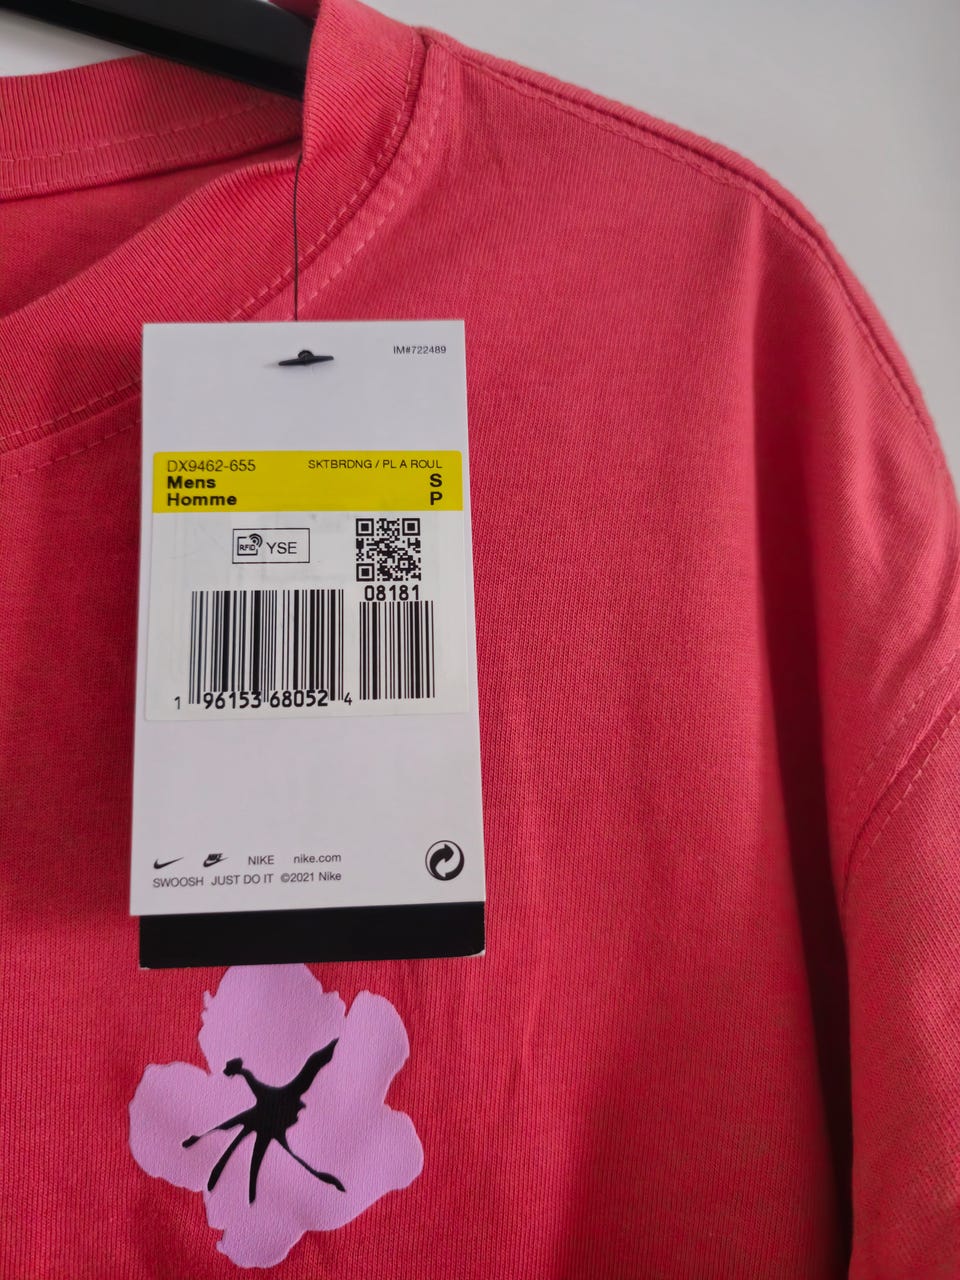 IM#722489
DX9462-655 SKTBRDNG / PL A ROUL
Mens S
Homme P
RFID YSE
08181
1 96153 68052 4
NIKE nike.com
SWOOSH JUST DO IT ©2021 Nike